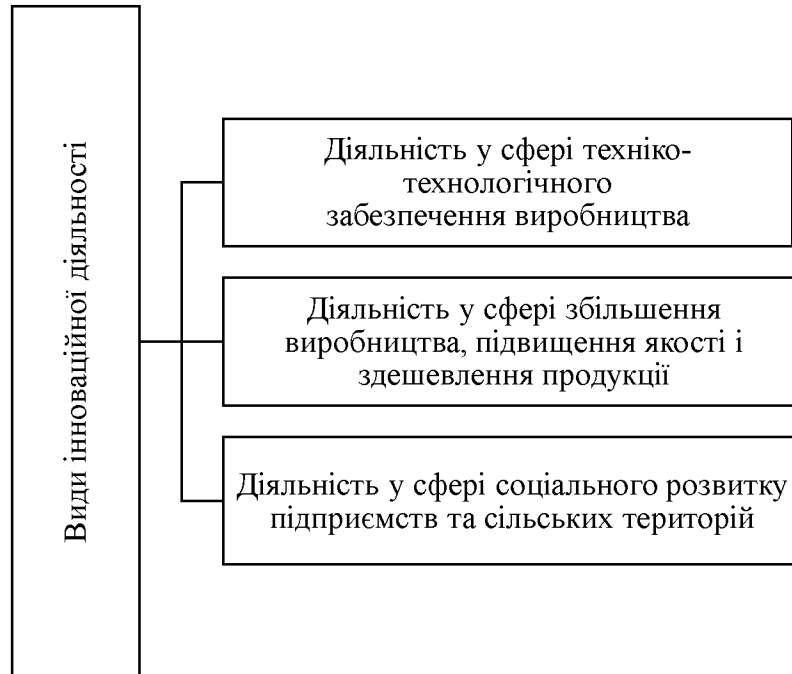 Види інноваційної діяльності
Діяльність у сфері техніко-
технологічного
забезпечення виробництва
Діяльність у сфері збільшення
виробництва, підвищення якості і
здешевлення продукції
Діяльність у сфері соціального розвитку
підприємств та сільських територій